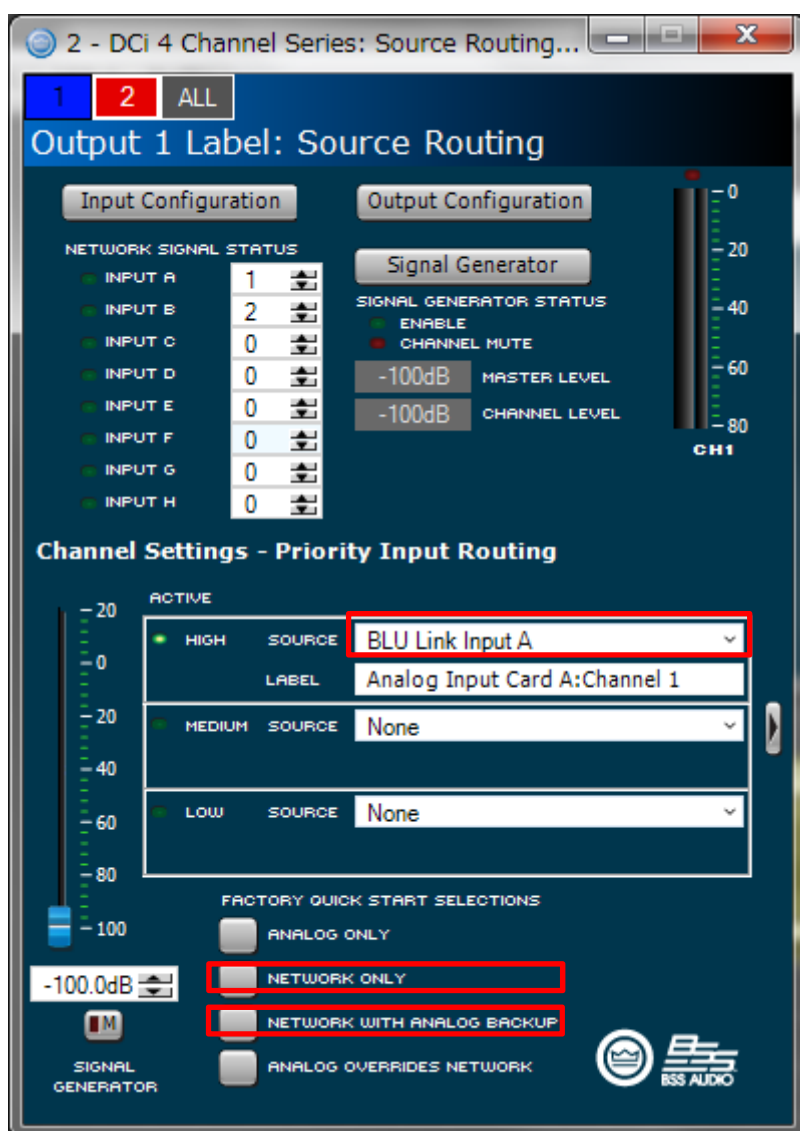 2 - DCi 4 Channel Series: Source Routing...
1 2 ALL
Output 1 Label: Source Routing
Input Configuration
Output Configuration
0
20
40
60
80
CH1
NETWORK SIGNAL STATUS
INPUT A 1
INPUT B 2
INPUT C 0
INPUT D 0
INPUT E 0
INPUT F 0
INPUT G 0
INPUT H 0
Signal Generator
SIGNAL GENERATOR STATUS
ENABLE
CHANNEL MUTE
-100dB MASTER LEVEL
-100dB CHANNEL LEVEL
Channel Settings - Priority Input Routing
20
0
20
40
60
80
100
ACTIVE
HIGH SOURCE BLU Link Input A
LABEL Analog Input Card A:Channel 1
MEDIUM SOURCE None
LOW SOURCE None
FACTORY QUICK START SELECTIONS
ANALOG ONLY
NETWORK ONLY
NETWORK WITH ANALOG BACKUP
ANALOG OVERRIDES NETWORK
-100.0dB
M
SIGNAL
GENERATOR
BSS
BSS AUDIO